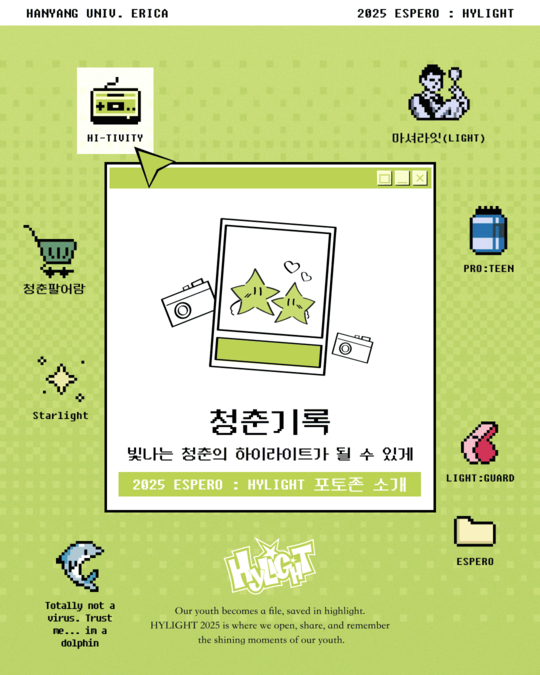 HANYANG UNIV. ERICA
2025 ESPERO : HYLIGHT
HI-TIVITY
마셔라잇(LIGHT)
청춘팔어람
PRO:TEEN
Starlight
청춘기록
빛나는 청춘의 하이라이트가 될 수 있게
2025 ESPERO : HYLIGHT 포토존 소개
LIGHT:GUARD
ESPERO
HYLIGHT
Totally not a
virus. Trust
me... im a
dolphin
Our youth becomes a file, saved in highlight.
HYLIGHT 2025 is where we open, share, and remember
the shining moments of our youth.